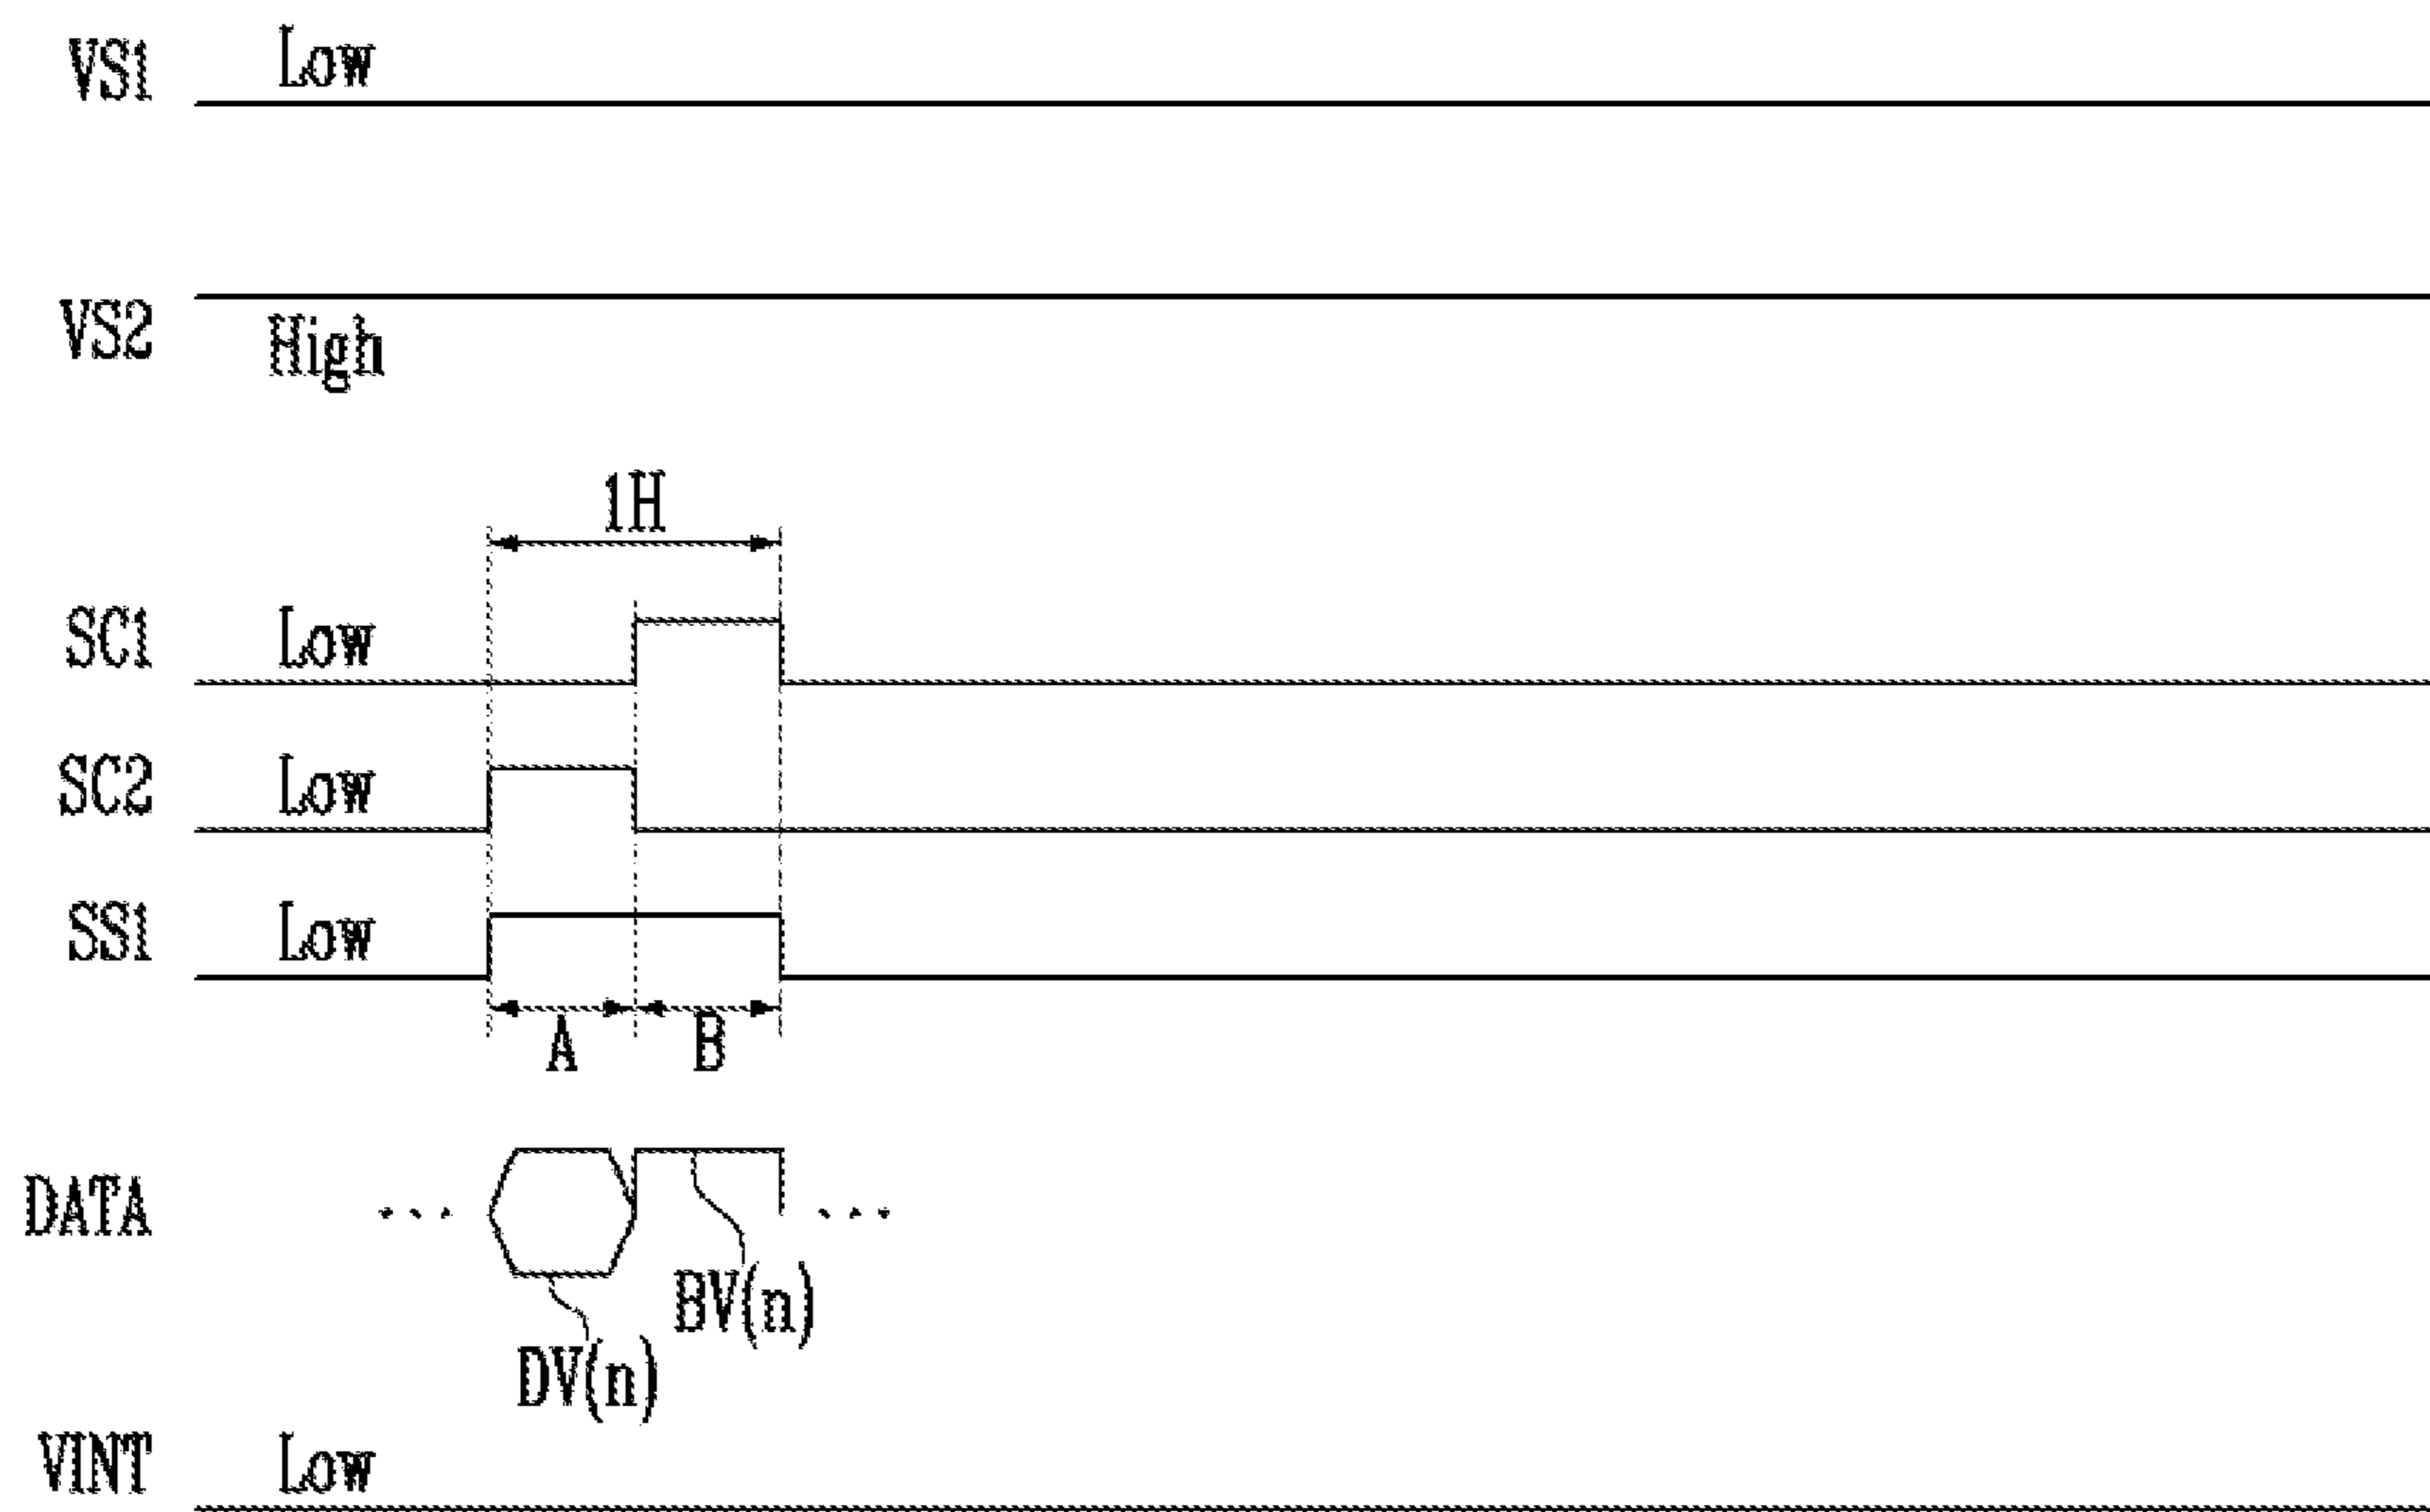 VS1 Low
VS2 High
1H
SC1 Low
SC2 Low
SS1 Low
A B
DATA ... ...
BV(n)
DV(n)
VINT Low